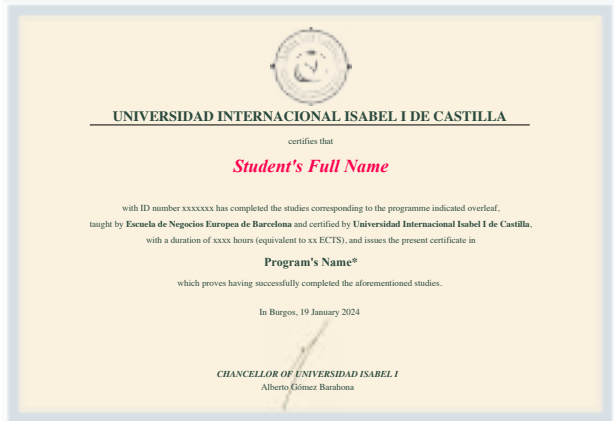 UNIVERSIDAD INTERNACIONAL ISABEL I DE CASTILLA
certifies that
Student's Full Name
with ID number xxxxxxx has completed the studies corresponding to the programme indicated overleaf,
taught by Escuela de Negocios Europea de Barcelona and certified by Universidad Internacional Isabel I de Castilla,
with a duration of xxxx hours (equivalent to xx ECTS), and issues the present certificate in
Program's Name*
which proves having successfully completed the aforementioned studies.
In Burgos, 19 January 2024
CHANCELLOR OF UNIVERSIDAD ISABEL I
Alberto Gómez Barahona